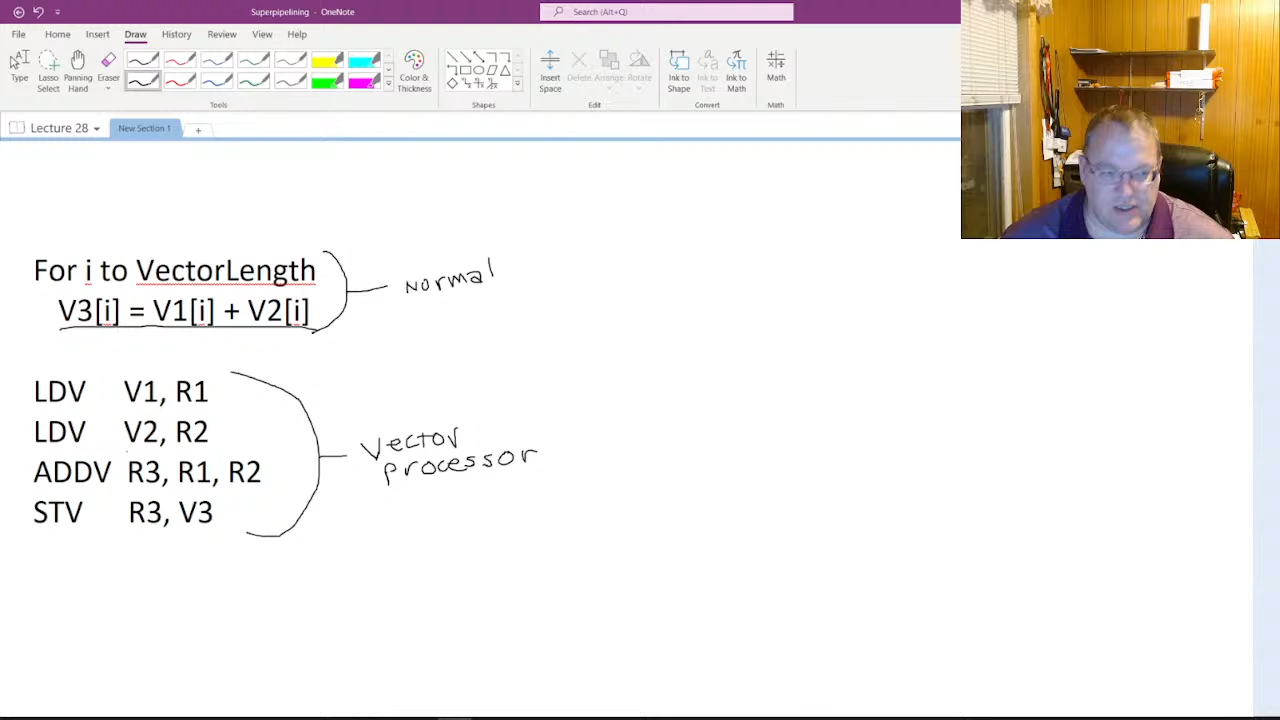 Superpipelining - OneNote
Search (Alt+Q)
File Home Insert Draw History Review View Help
Type
Lasso Select
Panning Hand
Eraser
Color & Thickness
Insert Space
Delete
Arrange
Rotate
Ink to Shape
Ink to Text
Ink to Math
Math
Tools Shapes Edit Convert Math
Lecture 28
New Section 1
For i to VectorLength
V3[i] = V1[i] + V2[i]
Normal
LDV V1, R1
LDV V2, R2
ADDV R3, R1, R2
STV R3, V3
Vector
processor